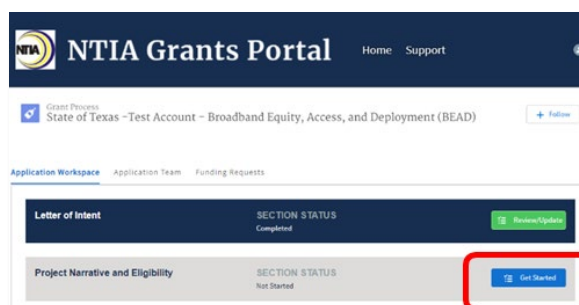 NTIA NTIA Grants Portal Home Support
Grant Process
State of Texas -Test Account - Broadband Equity, Access, and Deployment (BEAD)
+ Follow
Application Workspace Application Team Funding Requests
Letter of Intent SECTION STATUS Review/Update
Completed
Project Narrative and Eligibility SECTION STATUS Get Started
Not Started